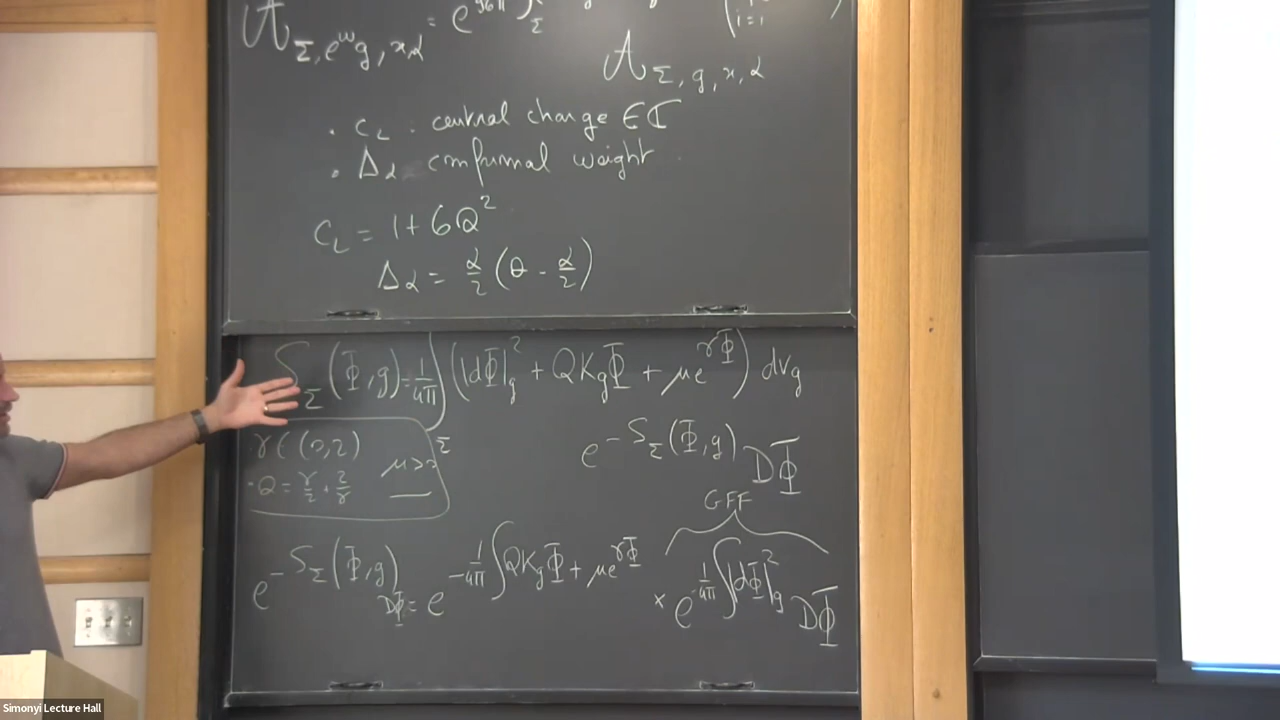 𝒜_{Σ, e^ω g, x, α} = e^{96π ∫_Σ
𝒜_{Σ, g, x, α}
· c_L : central charge ∈ ℂ
· Δ_α conformal weight
c_L = 1 + 6Q²
Δ_α = α/2 (Q - α/2)
S_Σ(Φ, g) = 1/4π ∫_Σ (|dΦ|²_g + QK_gΦ + μe^{γΦ}) dv_g
e^{-S_Σ(Φ, g)} DΦ
· γ ∈ (0,2) μ>0
· Q = γ/2 + 2/γ
GFF
e^{-S_Σ(Φ, g)} DΦ = e^{-1/4π ∫ QK_gΦ + μe^{γΦ}} × e^{-1/4π ∫ |dΦ|²_g} DΦ
Simonyi Lecture Hall